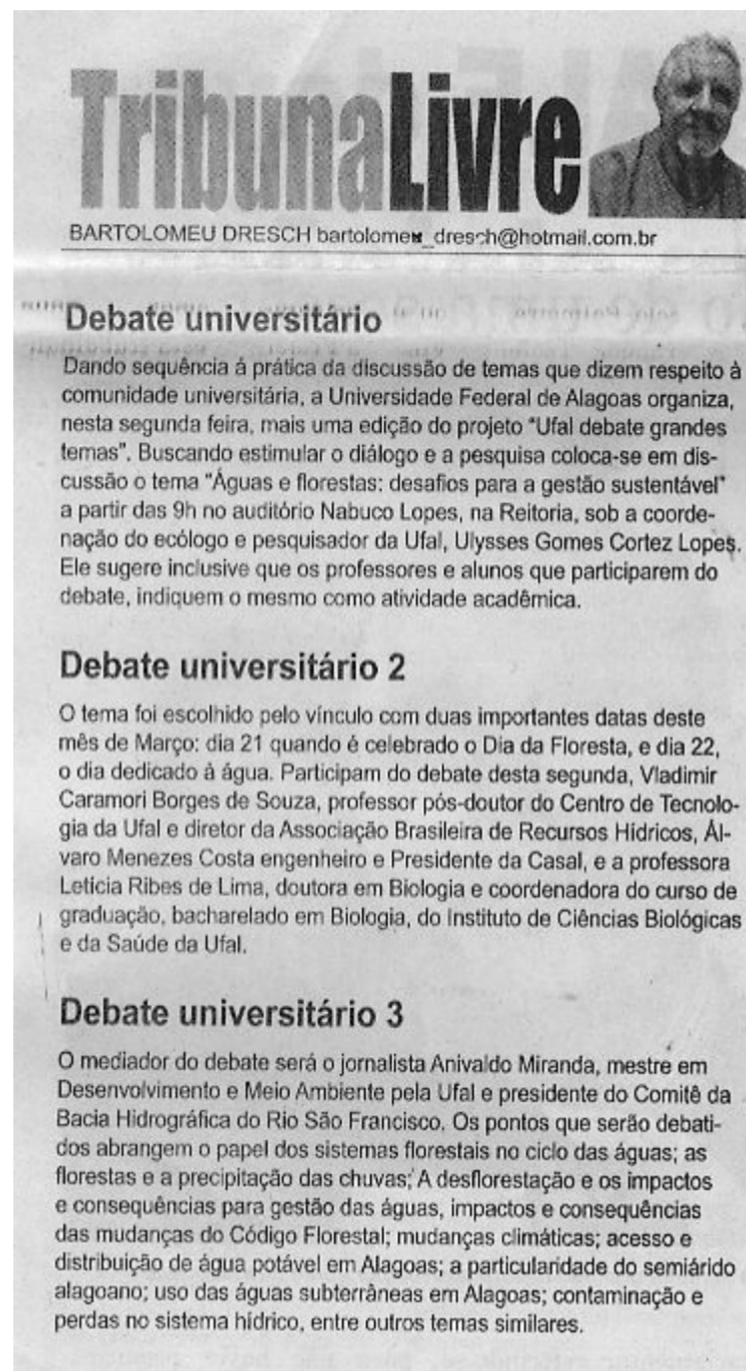 TribunaLivre
BARTOLOMEU DRESCH bartolomeu_dresch@hotmail.com.br
Debate universitário
Dando sequência á prática da discussão de temas que dizem respeito à
comunidade universitária, a Universidade Federal de Alagoas organiza,
nesta segunda feira, mais uma edição do projeto "Ufal debate grandes
temas". Buscando estimular o diálogo e a pesquisa coloca-se em dis-
cussão o tema "Águas e florestas: desafios para a gestão sustentável"
a partir das 9h no auditório Nabuco Lopes, na Reitoria, sob a coorde-
nação do ecólogo e pesquisador da Ufal, Ulysses Gomes Cortez Lopes.
Ele sugere inclusive que os professores e alunos que participarem do
debate, indiquem o mesmo como atividade acadêmica.
Debate universitário 2
O tema foi escolhido pelo vínculo com duas importantes datas deste
mês de Março: dia 21 quando é celebrado o Dia da Floresta, e dia 22,
o dia dedicado à água. Participam do debate desta segunda, Vladimir
Caramori Borges de Souza, professor pós-doutor do Centro de Tecnolo-
gia da Ufal e diretor da Associação Brasileira de Recursos Hídricos, Ál-
varo Menezes Costa engenheiro e Presidente da Casal, e a professora
Letícia Ribes de Lima, doutora em Biologia e coordenadora do curso de
graduação, bacharelado em Biologia, do Instituto de Ciências Biológicas
e da Saúde da Ufal.
Debate universitário 3
O mediador do debate será o jornalista Anivaldo Miranda, mestre em
Desenvolvimento e Meio Ambiente pela Ufal e presidente do Comitê da
Bacia Hidrográfica do Rio São Francisco. Os pontos que serão debati-
dos abrangem o papel dos sistemas florestais no ciclo das águas; as
florestas e a precipitação das chuvas; A desflorestação e os impactos
e consequências para gestão das águas, impactos e consequências
das mudanças do Código Florestal; mudanças climáticas; acesso e
distribuição de água potável em Alagoas; a particularidade do semiárido
alagoano; uso das águas subterrâneas em Alagoas; contaminação e
perdas no sistema hídrico, entre outros temas similares.